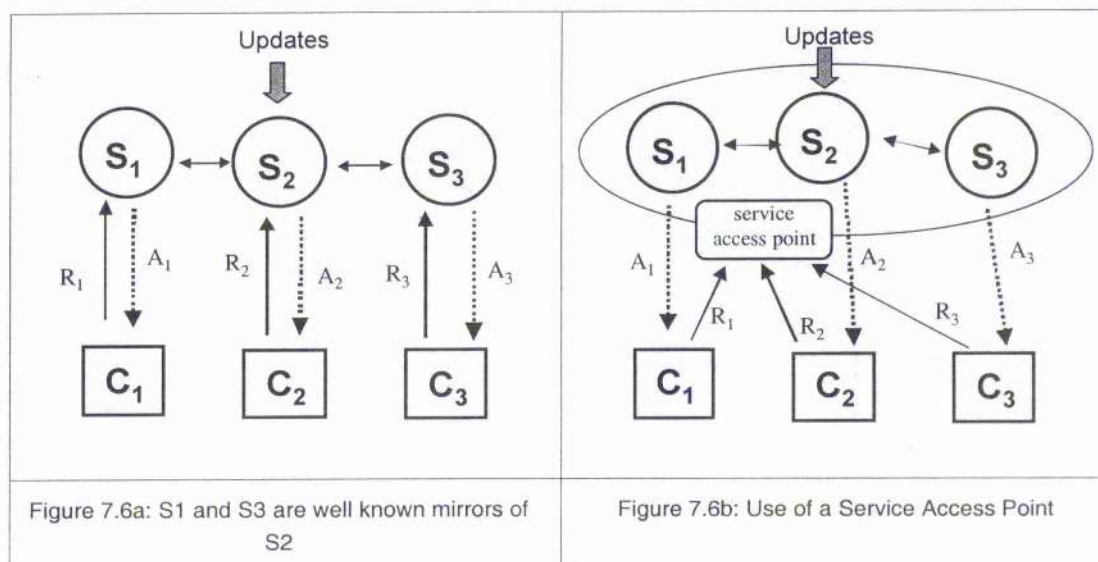 Updates
S1
S2
S3
R1
A1
R2
A2
R3
A3
C1
C2
C3
Figure 7.6a: S1 and S3 are well known mirrors of
S2
Updates
S1
S2
S3
service
access point
A1
A2
A3
R1
R2
R3
C1
C2
C3
Figure 7.6b: Use of a Service Access Point